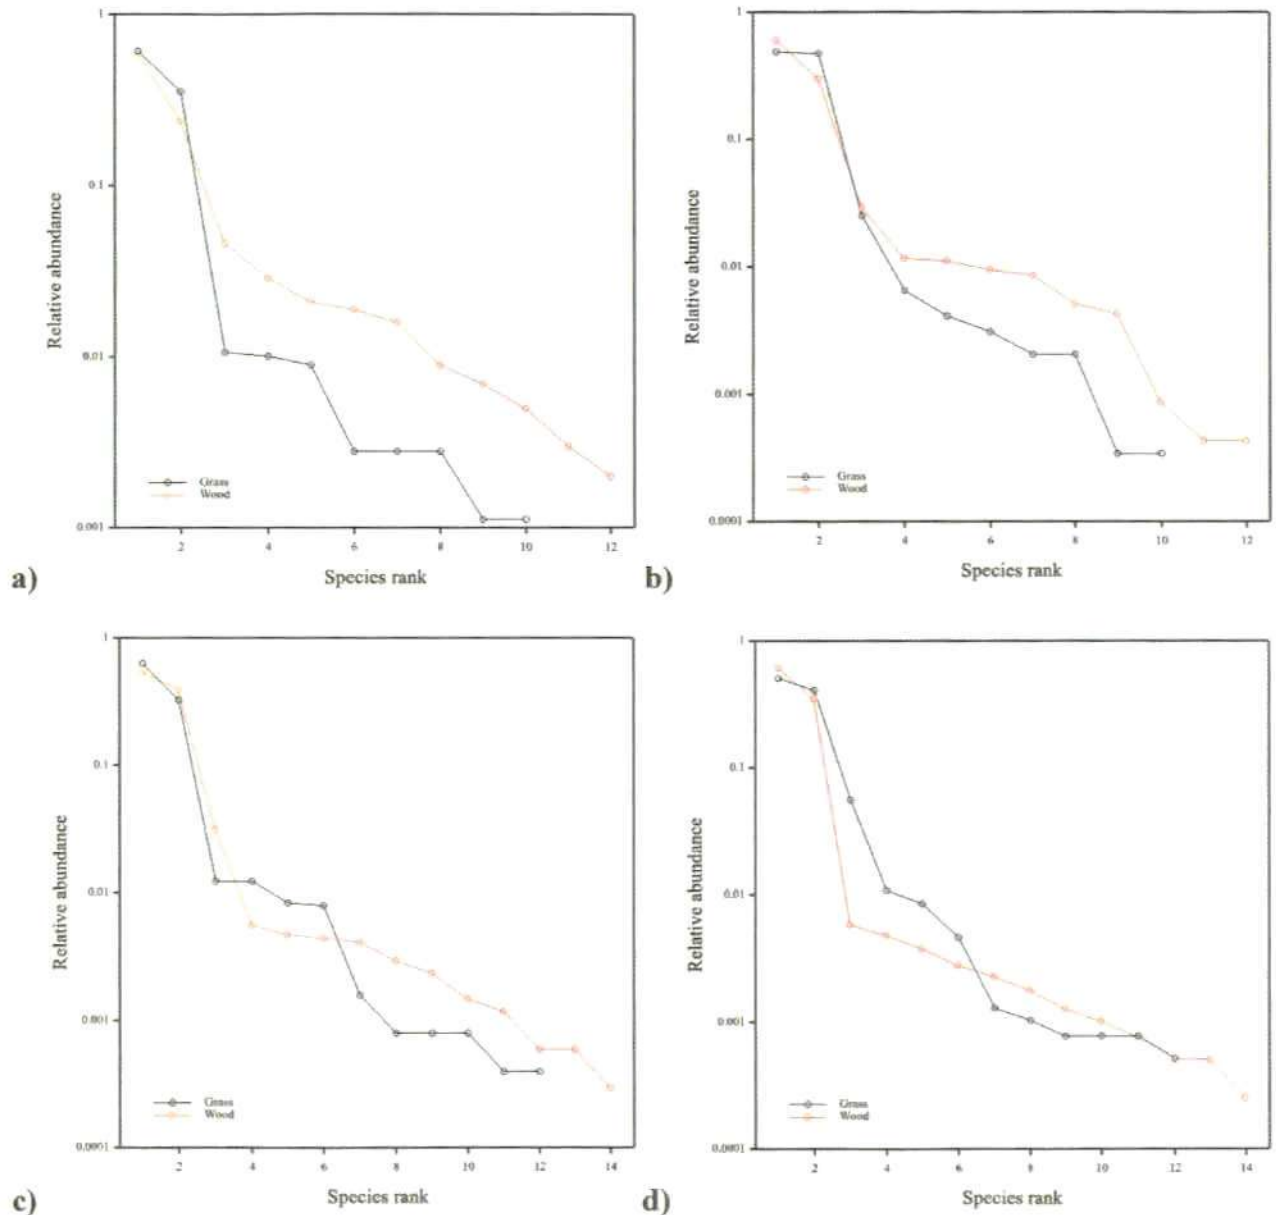 1
0.1
0.01
0.001
Relative abundance
Grass
Wood
2 4 6 8 10 12
Species rank
a)
1
0.1
0.01
0.001
0.0001
Relative abundance
Grass
Wood
2 4 6 8 10 12
Species rank
b)
1
0.1
0.01
0.001
0.0001
Relative abundance
Grass
Wood
2 4 6 8 10 12 14
Species rank
c)
1
0.1
0.01
0.001
0.0001
Relative abundance
Grass
Wood
2 4 6 8 10 12 14
Species rank
d)